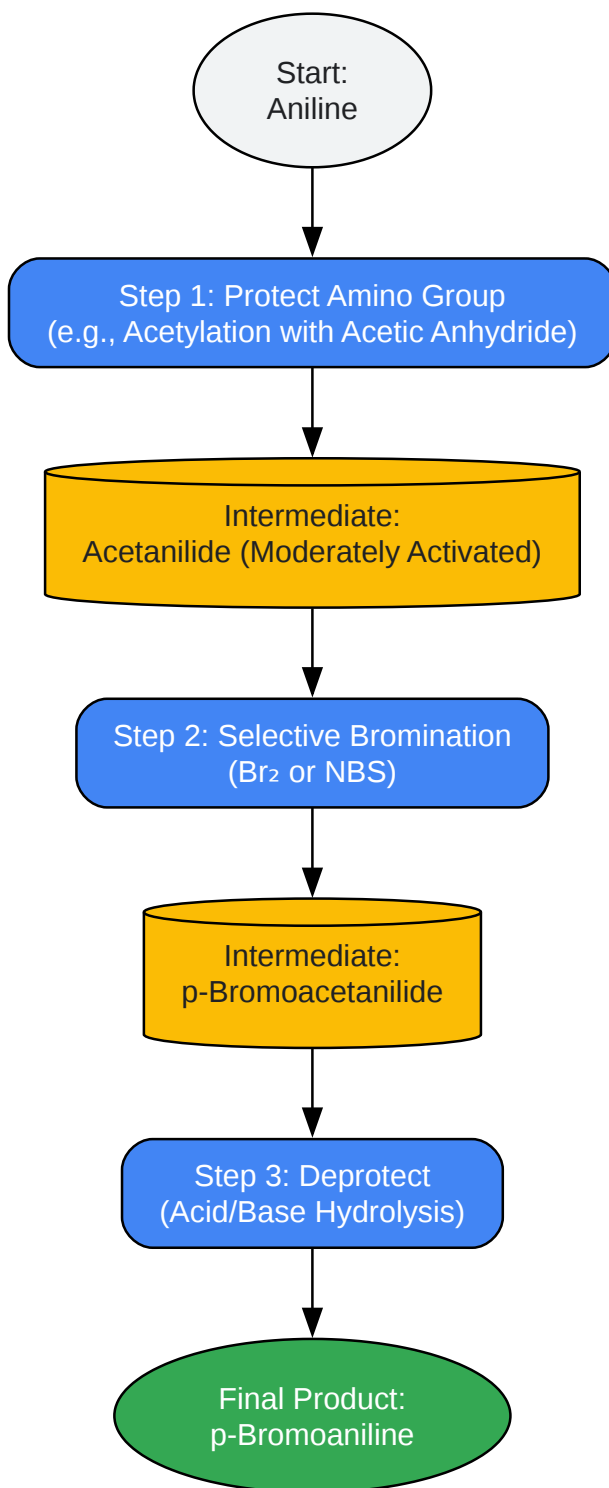 Start:
Aniline
Step 1: Protect Amino Group
(e.g., Acetylation with Acetic Anhydride)
Intermediate:
Acetanilide (Moderately Activated)
Step 2: Selective Bromination
(Br₂ or NBS)
Intermediate:
p-Bromoacetanilide
Step 3: Deprotect
(Acid/Base Hydrolysis)
Final Product:
p-Bromoaniline